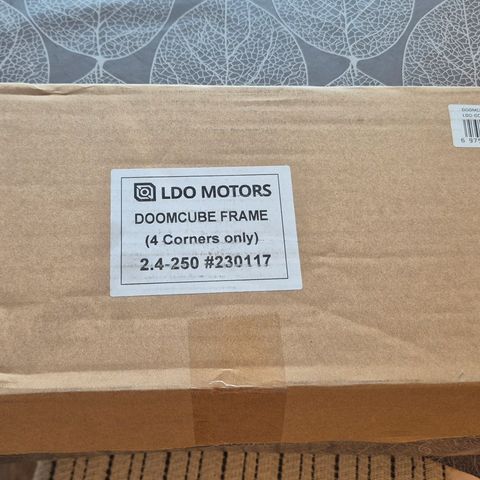 LDO MOTORS
DOOMCUBE FRAME
(4 Corners only)
2.4-250 #230117